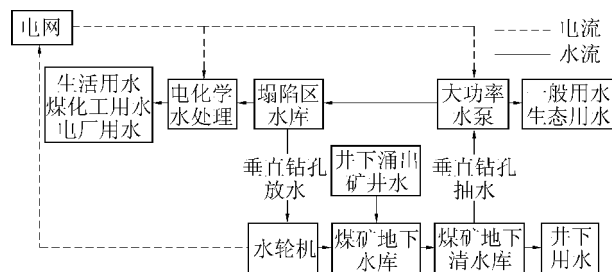 电网
电流
水流
生活用水
煤化工用水
电厂用水
电化学
水处理
塌陷区
水库
大功率
水泵
一般用水
生态用水
垂直钻孔
放水
井下涌出
矿井水
垂直钻孔
抽水
水轮机
煤矿地下
水库
煤矿地下
清水库
井下
用水